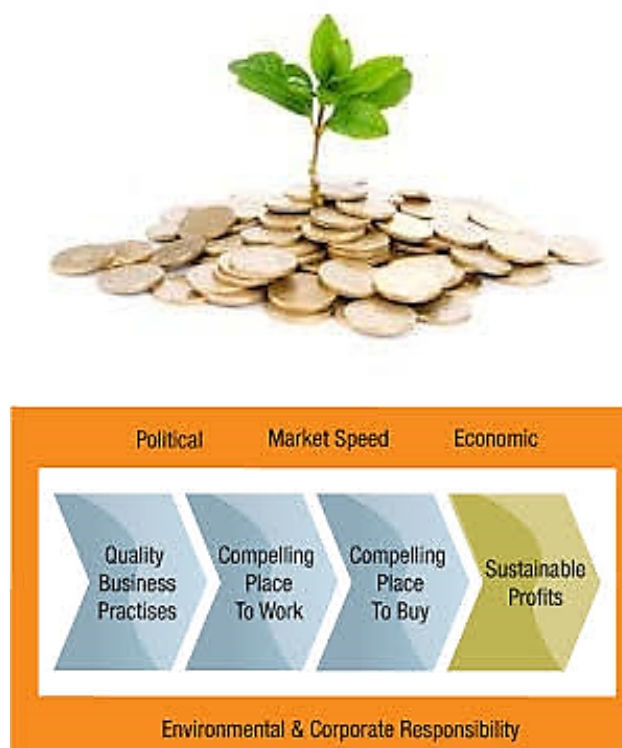 Political Market Speed Economic
Quality
Business
Practises
Compelling
Place
To Work
Compelling
Place
To Buy
Sustainable
Profits
Environmental & Corporate Responsibility